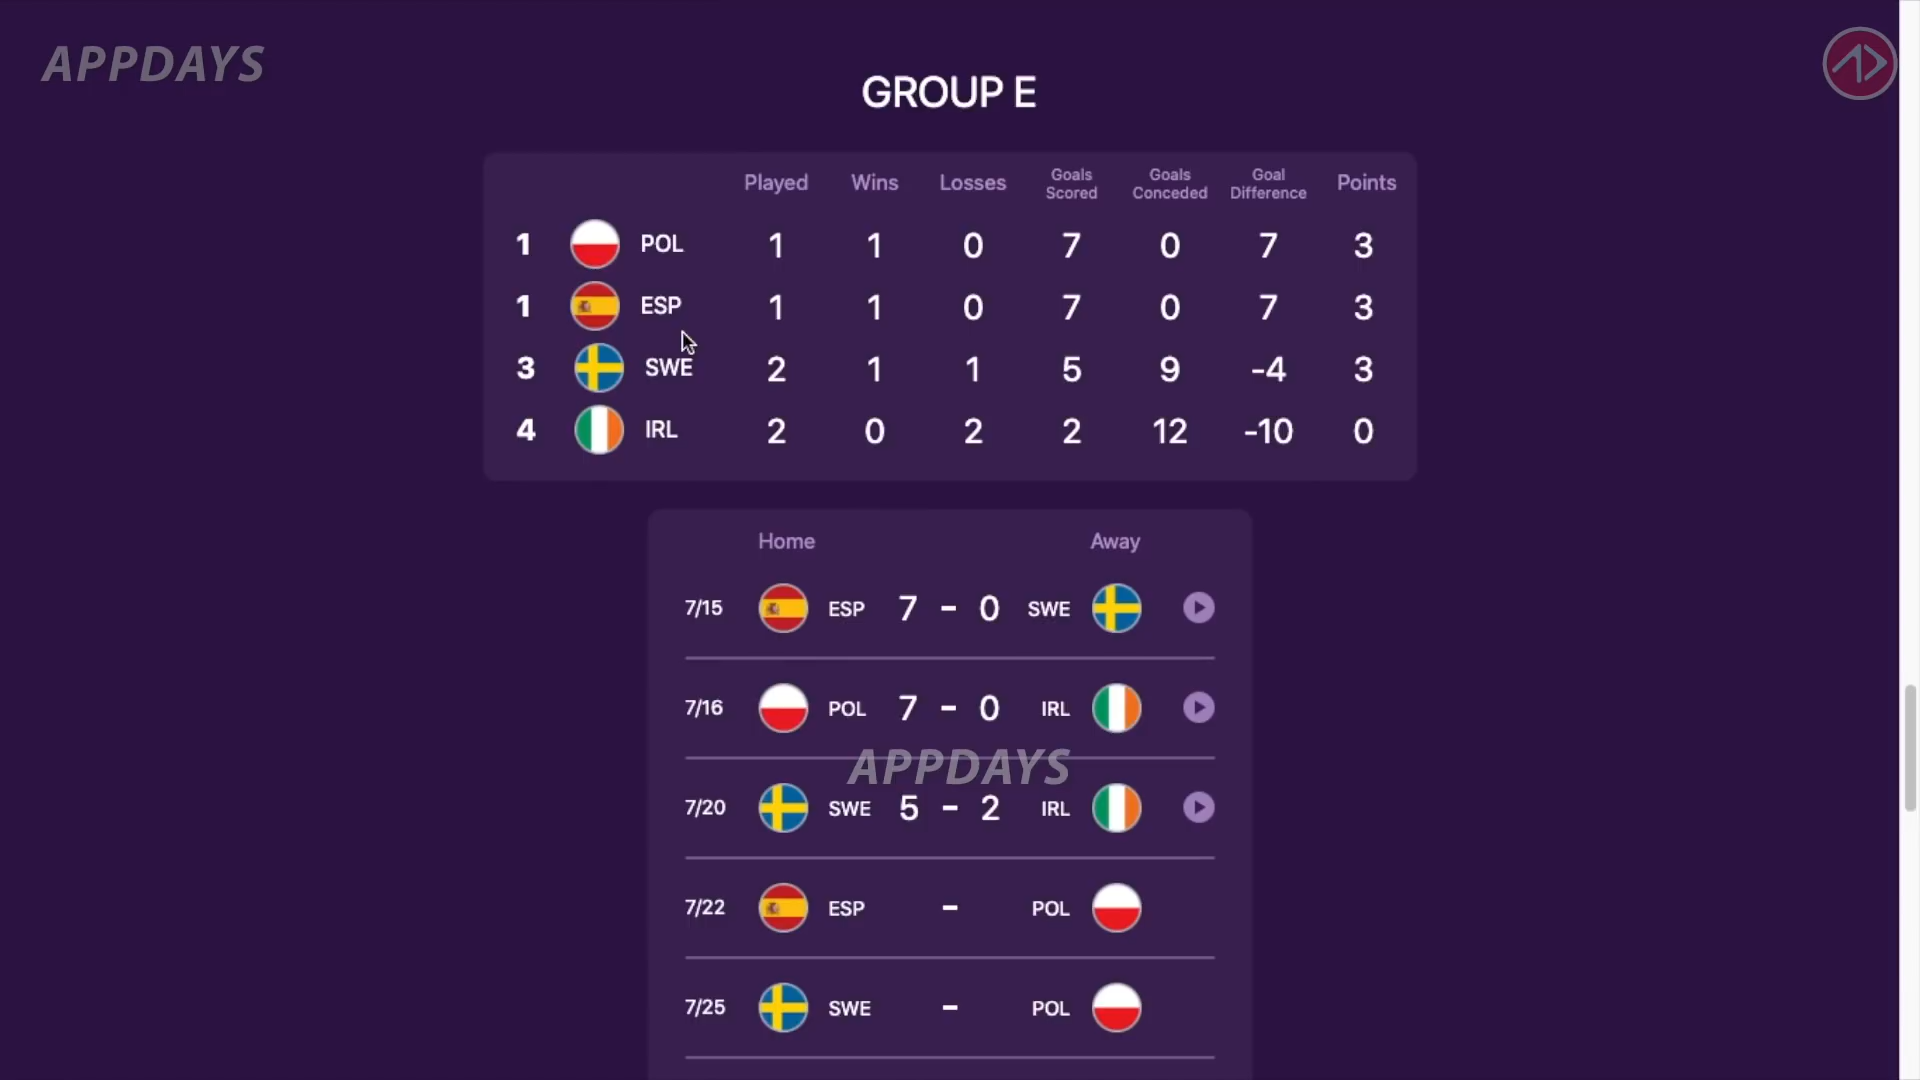 APPDAYS
GROUP E
Played Wins Losses Goals Scored Goals Conceded Goal Difference Points
1 POL 1 1 0 7 0 7 3
1 ESP 1 1 0 7 0 7 3
3 SWE 2 1 1 5 9 -4 3
4 IRL 2 0 2 2 12 -10 0
Home Away
7/15 ESP 7 - 0 SWE
7/16 POL 7 - 0 IRL
APPDAYS
7/20 SWE 5 - 2 IRL
7/22 ESP - POL
7/25 SWE - POL